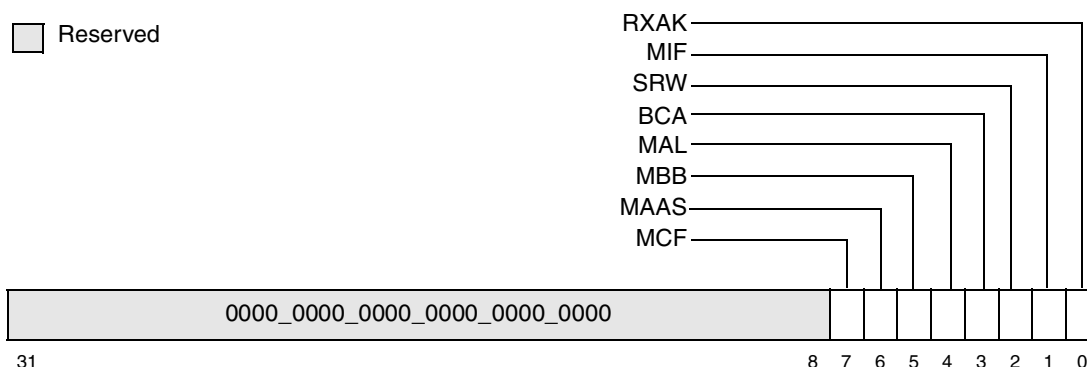 Reserved
RXAK
MIF
SRW
BCA
MAL
MBB
MAAS
MCF
0000_0000_0000_0000_0000_0000
31 8 7 6 5 4 3 2 1 0